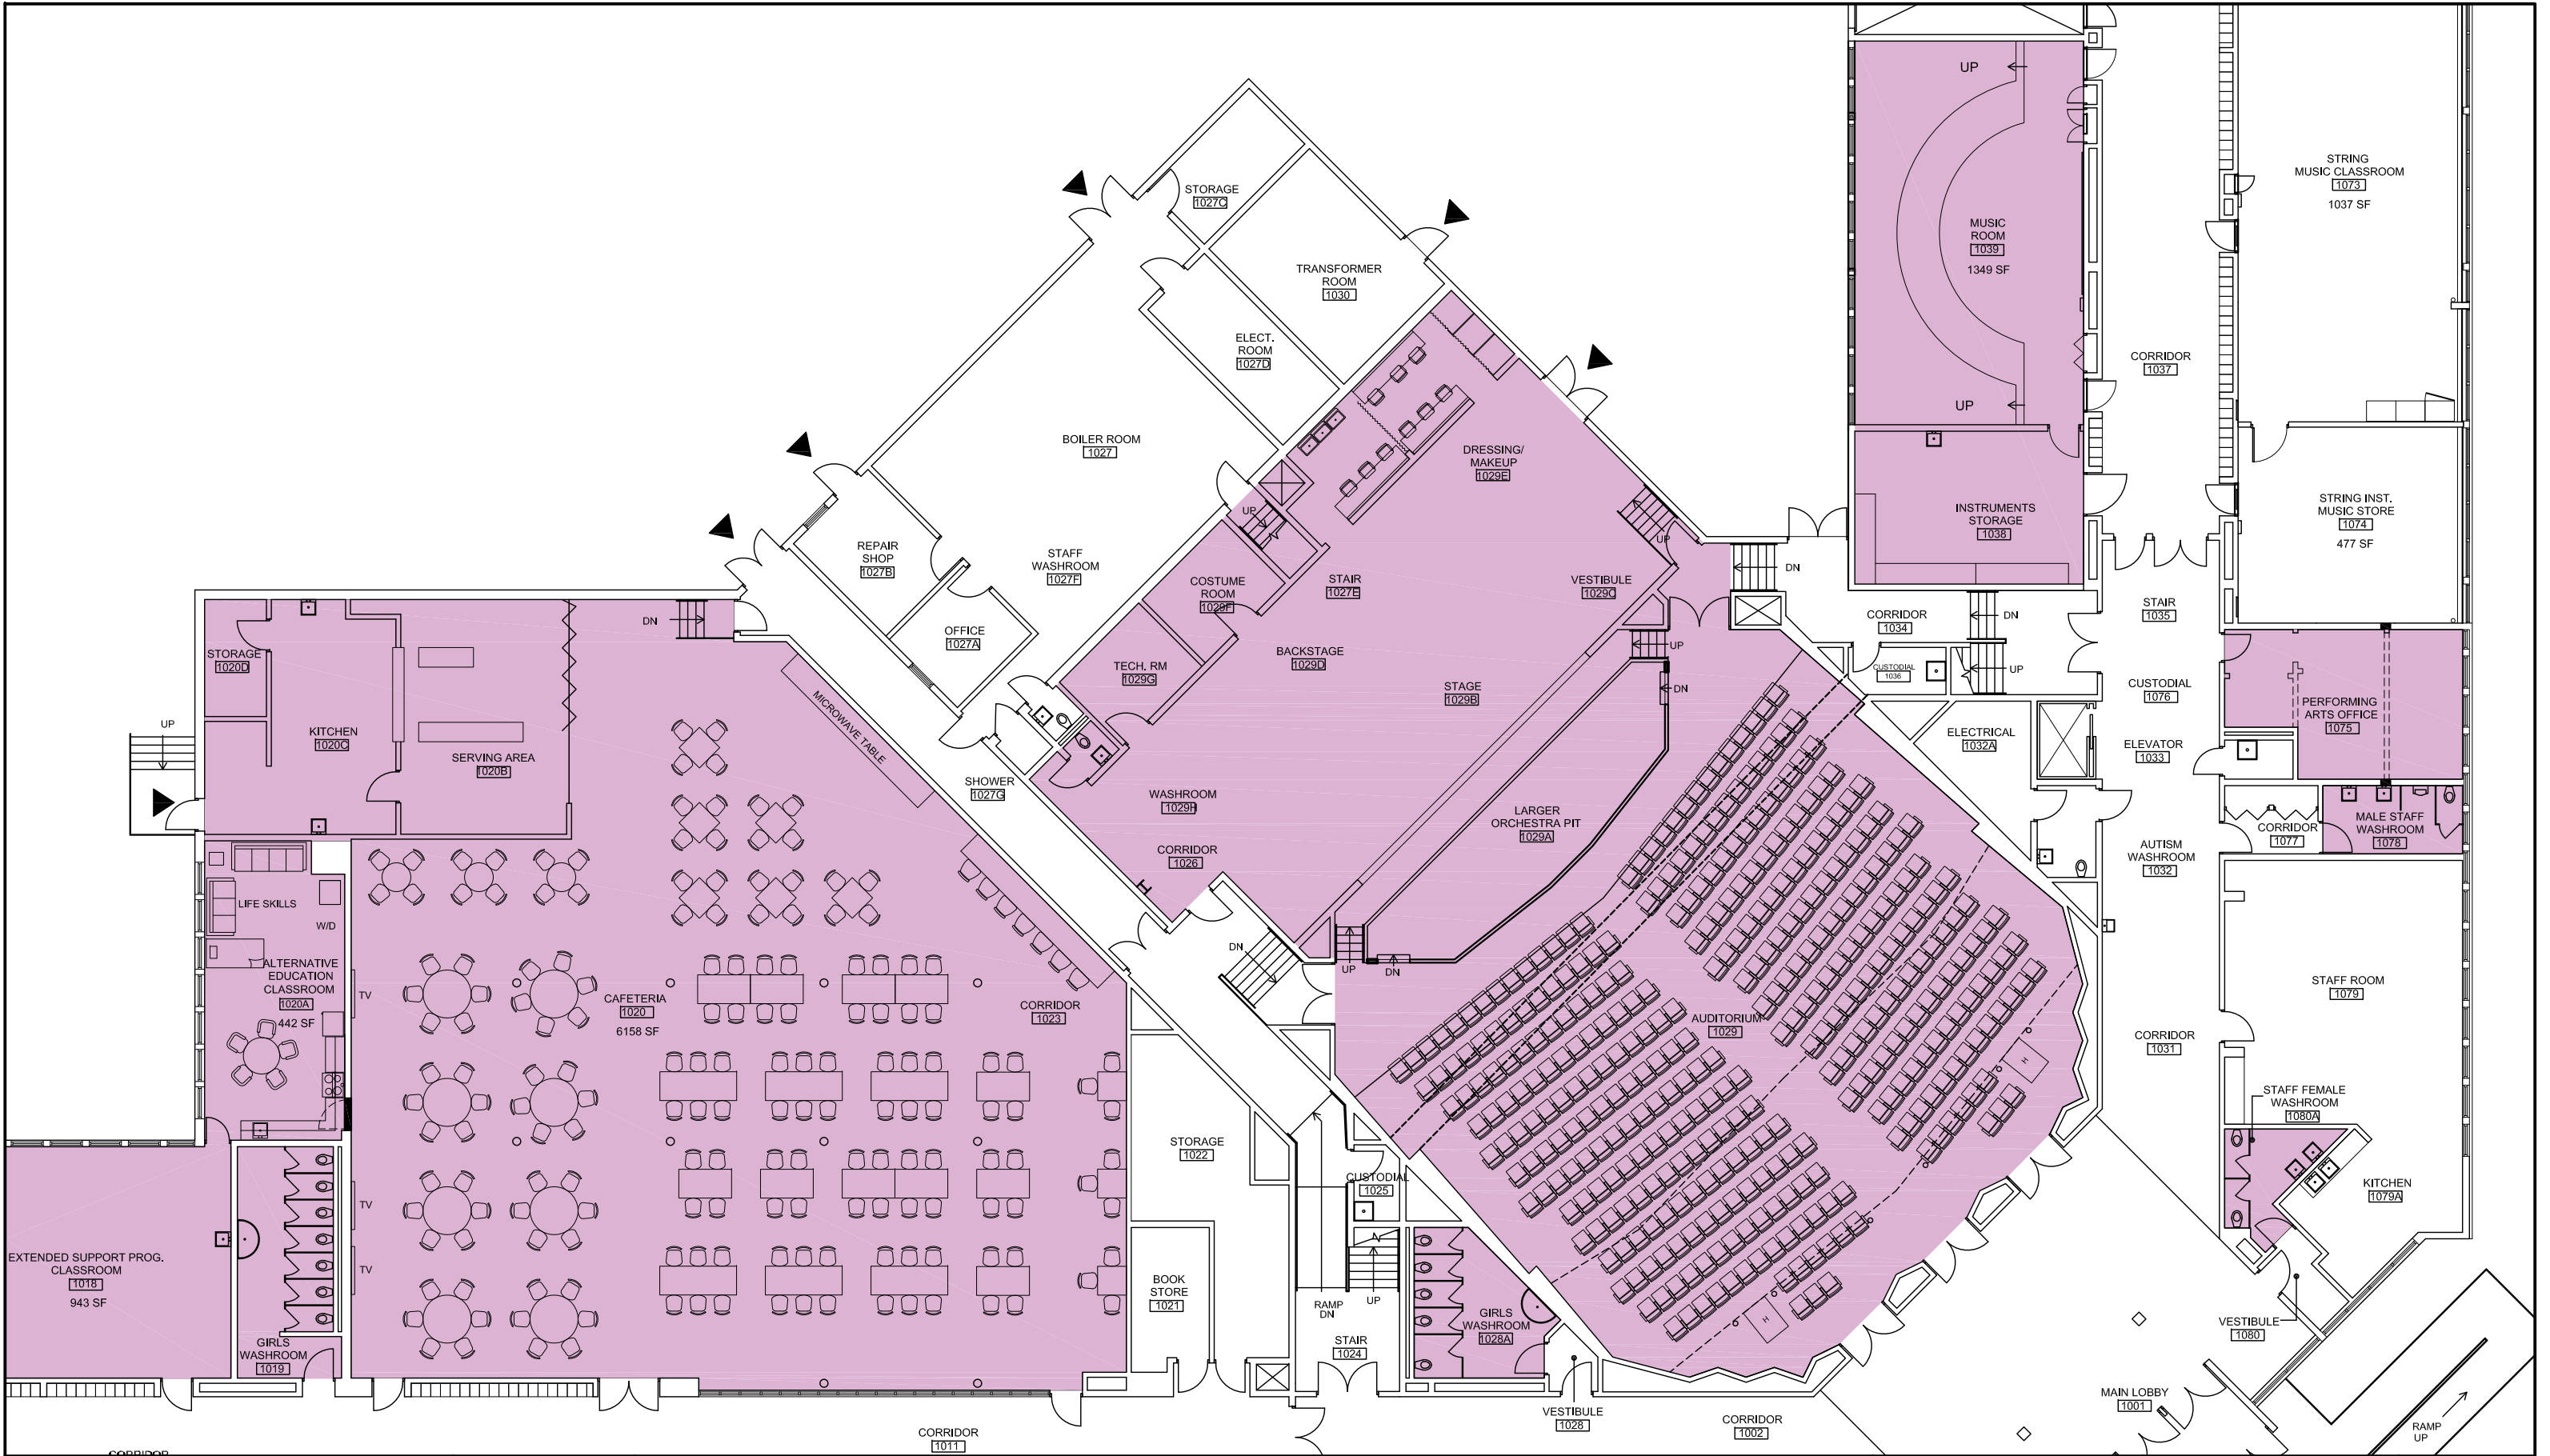 UP
MUSIC
ROOM
1039
1349 SF
UP
INSTRUMENTS
STORAGE
1038
CORRIDOR
1037
STRING
MUSIC CLASSROOM
1073
1037 SF
STRING INST.
MUSIC STORE
1074
477 SF
STORAGE
1027C
TRANSFORMER
ROOM
1030
ELECT.
ROOM
1027D
BOILER ROOM
1027
REPAIR
SHOP
1027B
STAFF
WASHROOM
1027F
OFFICE
1027A
SHOWER
1027G
DRESSING/
MAKEUP
1029E
UP
COSTUME
ROOM
1029F
STAIR
1027E
VESTIBULE
1029C
UP
TECH. RM
1029G
BACKSTAGE
1029D
STAGE
1029B
UP
DN
LARGER
ORCHESTRA PIT
1029A
WASHROOM
1029H
CORRIDOR
1026
DN
UP
DN
AUDITORIUM
1029
H
H
DN
CORRIDOR
1034
DN
UP
CUSTODIAL
1036
STAIR
1035
CUSTODIAL
1076
PERFORMING
ARTS OFFICE
1075
ELECTRICAL
1032A
ELEVATOR
1033
CORRIDOR
1077
MALE STAFF
WASHROOM
1078
AUTISM
WASHROOM
1032
STAFF ROOM
1079
CORRIDOR
1031
STAFF FEMALE
WASHROOM
1080A
KITCHEN
1079A
VESTIBULE
1080
MAIN LOBBY
1001
RAMP
UP
STORAGE
1020D
UP
KITCHEN
1020C
SERVING AREA
1020B
DN
MICROWAVE TABLE
LIFE SKILLS
W/D
ALTERNATIVE
EDUCATION
CLASSROOM
1020A
442 SF
TV
CAFETERIA
1020
6158 SF
CORRIDOR
1023
TV
TV
EXTENDED SUPPORT PROG.
CLASSROOM
1018
943 SF
GIRLS
WASHROOM
1019
STORAGE
1022
BOOK
STORE
1021
CUSTODIAL
1025
RAMP
DN
UP
STAIR
1024
GIRLS
WASHROOM
1028A
VESTIBULE
1028
CORRIDOR
1002
CORRIDOR
1011
CORRIDOR